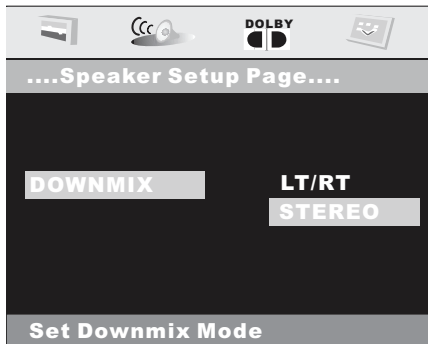 DOLBY
....Speaker Setup Page....
DOWNMIX
LT/RT
STEREO
Set Downmix Mode